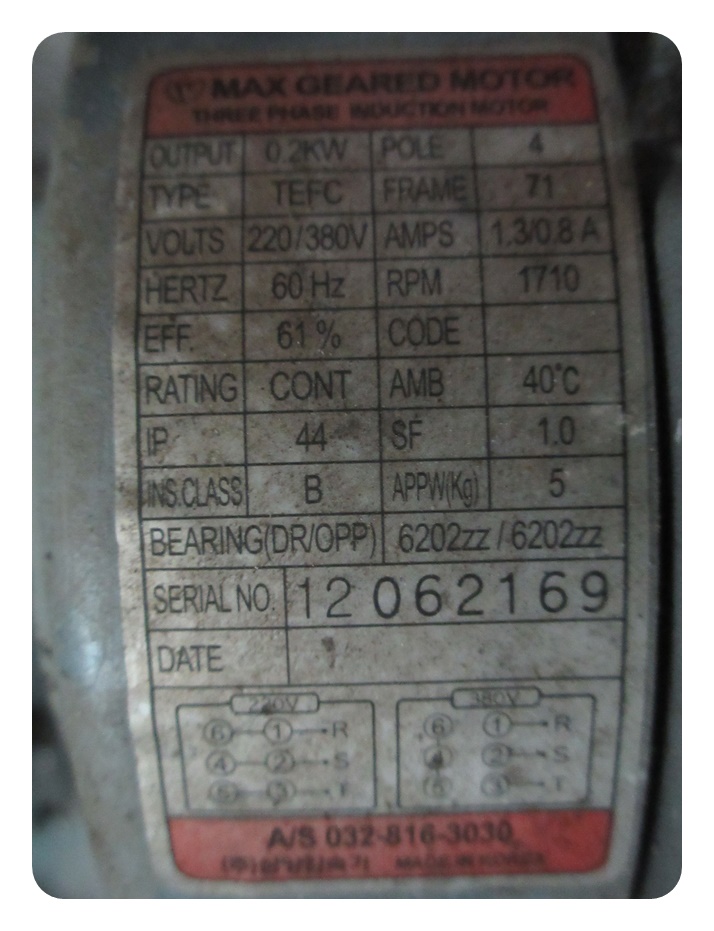 MAX GEARED MOTOR
THREE PHASE INDUCTION MOTOR
OUTPUT 0.2KW POLE 4
TYPE TEFC FRAME 71
VOLTS 220/380V AMPS 1.3/0.8 A
HERTZ 60 Hz RPM 1710
EFF. 61 % CODE
RATING CONT AMB 40°C
IP 44 SF 1.0
INS.CLASS B APPW(Kg) 5
BEARING(DR/OPP) 6202zz / 6202zz
SERIAL NO. 12 062169
DATE
220V 380V
6 1 R 6 1 R
4 2 S 4 2 S
5 3 T 5 3 T
A/S 032-816-3030
MADE IN KOREA